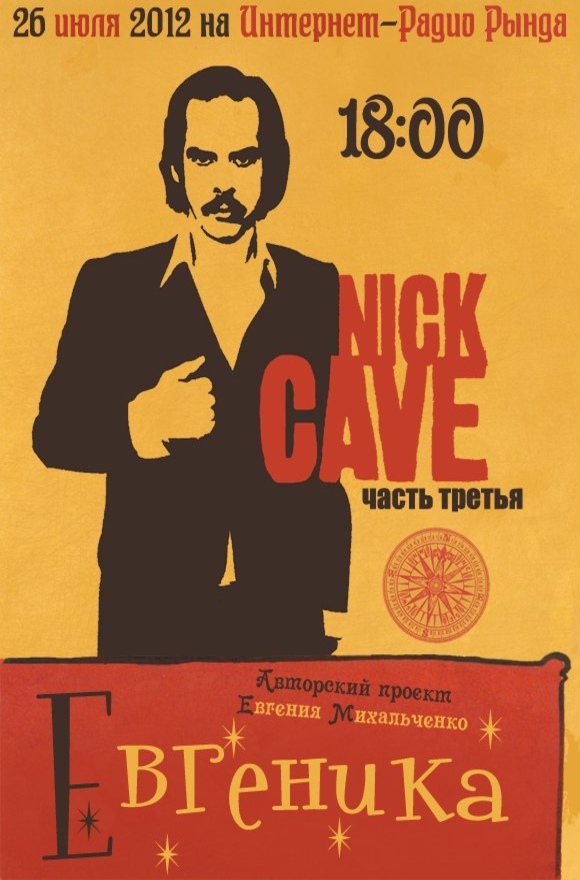 26 июля 2012 на Интернет-Радио Рында
18:00
NICK
CAVE
часть третья
Авторский проект
Евгения Михальченко
Евгеника